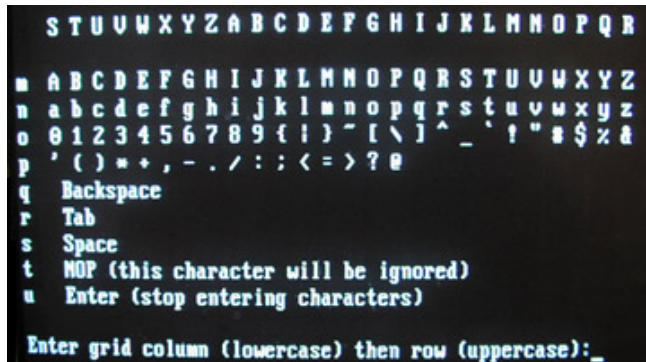 S T U V W X Y Z A B C D E F G H I J K L M N O P Q R
m A B C D E F G H I J K L M N O P Q R S T U V W X Y Z
n a b c d e f g h i j k l m n o p q r s t u v w x y z
o 0 1 2 3 4 5 6 7 8 9 { | } ~ [ \ ] ^ _ ` ! " # $ % &
p ' ( ) * + , - . / : ; < = > ? @
q Backspace
r Tab
s Space
t NOP (this character will be ignored)
u Enter (stop entering characters)
Enter grid column (lowercase) then row (uppercase):_